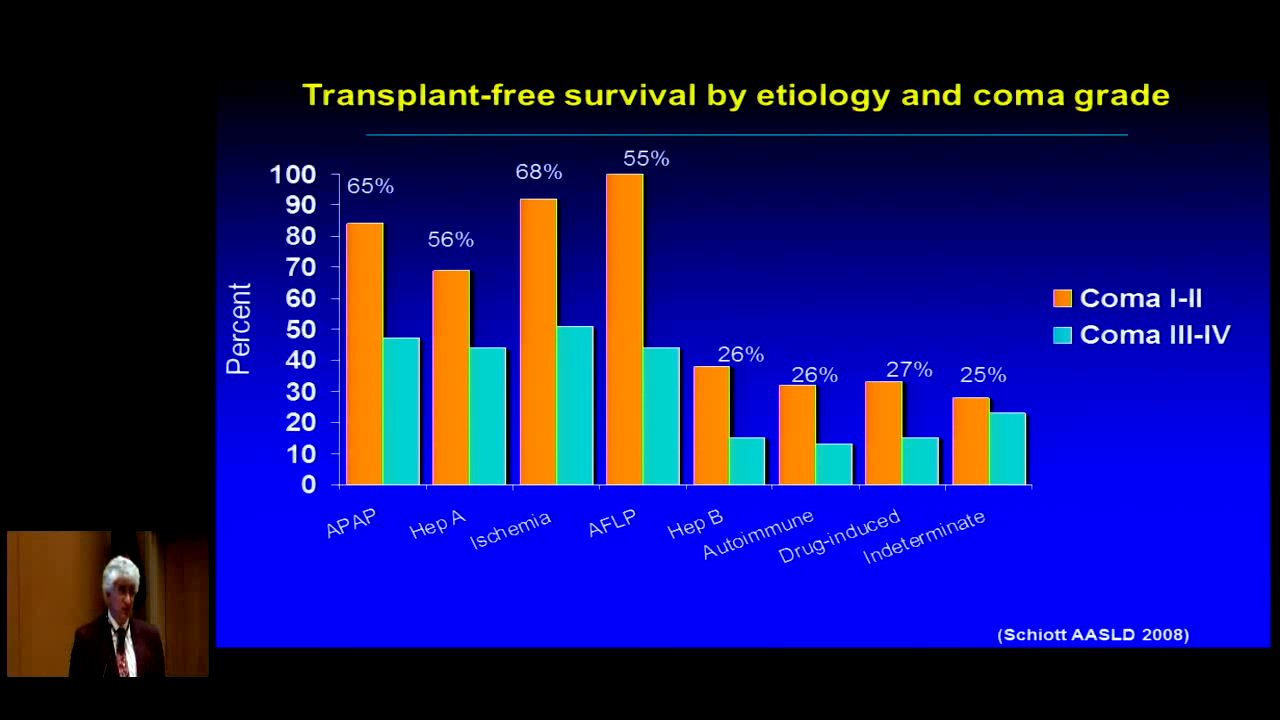 Transplant-free survival by etiology and coma grade
Percent
100
90
80
70
60
50
40
30
20
10
0
65%
56%
68%
55%
26%
26%
27%
25%
APAP
Hep A
Ischemia
AFLP
Hep B
Autoimmune
Drug-induced
Indeterminate
Coma I-II
Coma III-IV
(Schiott AASLD 2008)